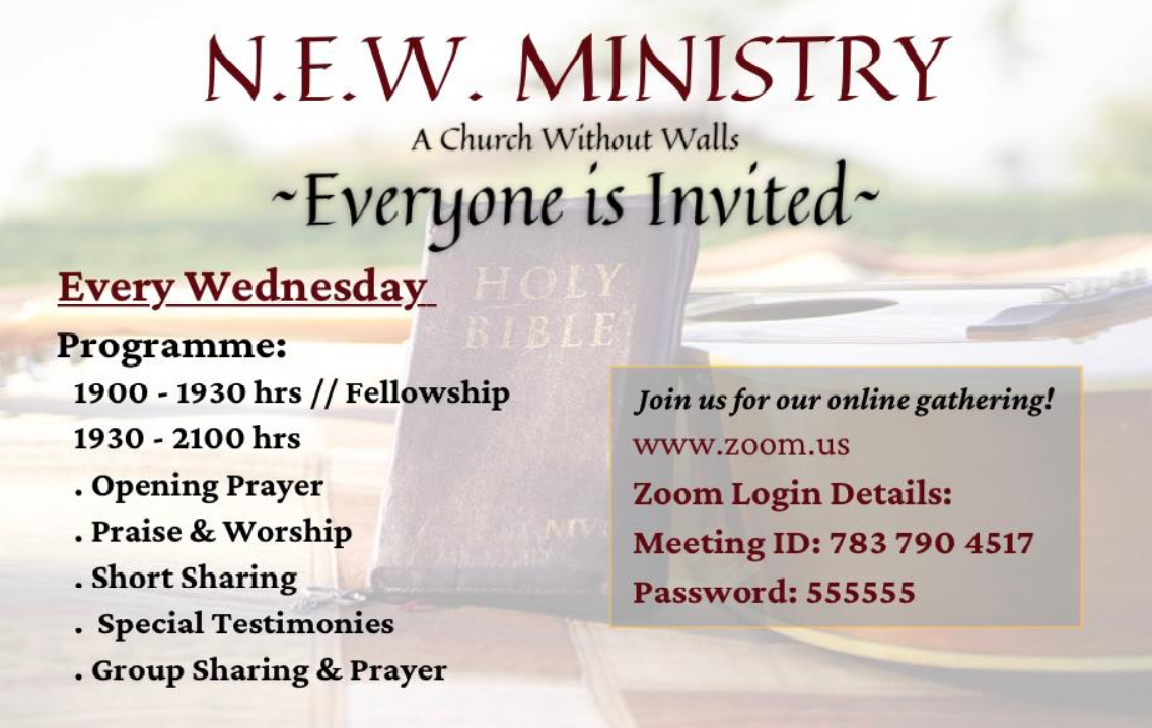 N.E.W. MINISTRY
A Church Without Walls
~Everyone is Invited~
HOLY
BIBLE
NIV
Every Wednesday
Programme:
1900 - 1930 hrs // Fellowship
1930 - 2100 hrs
. Opening Prayer
. Praise & Worship
. Short Sharing
. Special Testimonies
. Group Sharing & Prayer
Join us for our online gathering!
www.zoom.us
Zoom Login Details:
Meeting ID: 783 790 4517
Password: 555555